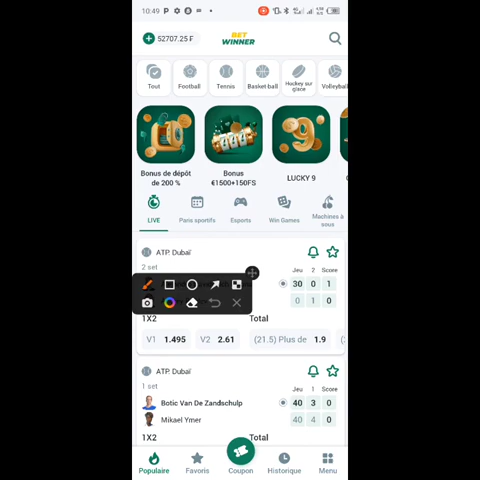 10:49 P
52707.25 F
BET
WINNER
Tout
Football
Tennis
Basket-ball
Hockey sur glace
Volleyball
Bonus de dépôt de 200 %
Bonus €1500+150FS
LUCKY 9
LIVE
Paris sportifs
Esports
Win Games
Machines à sous
ATP. Dubaï
2 set
Jeu 2 Score
30 0 1
0 1 0
1X2
Total
V1 1.495
V2 2.61
(21.5) Plus de 1.9
ATP. Dubaï
1 set
Jeu 1 Score
Botic Van De Zandschulp 40 3 0
Mikael Ymer 40 4 0
1X2
Total
Populaire
Favoris
Coupon
Historique
Menu